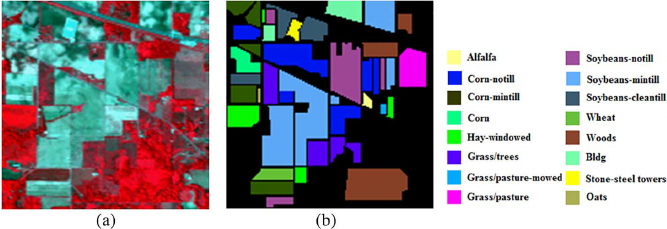 Alfalfa
Corn-notill
Corn-mintill
Corn
Hay-windowed
Grass/trees
Grass/pasture-mowed
Grass/pasture
Soybeans-notill
Soybeans-mintill
Soybeans-cleantill
Wheat
Woods
Bldg
Stone-steel towers
Oats
(a)
(b)